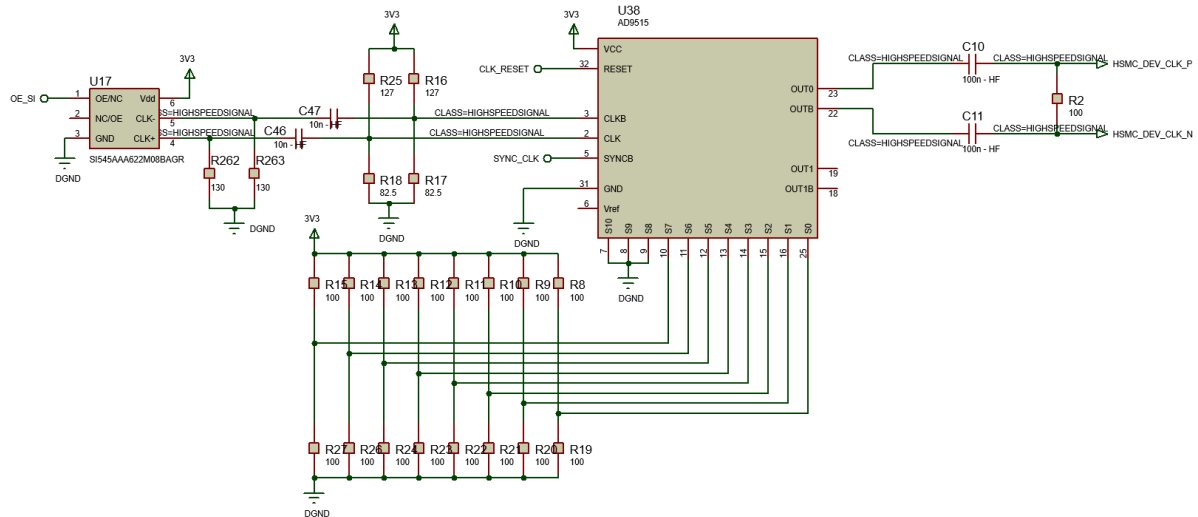 U38
AD9515
3V3
3V3
3V3
VCC
CLK_RESET
32
RESET
U17
OE_SI
1
OE/NC
Vdd
6
2
NC/OE
CLK-
5
3
GND
CLK+
4
SI545AAA622M08BAGR
SS=HIGHSPEEDSIGNAL
SS=HIGHSPEEDSIGNAL
C47
10n - HF
C46
10n - HF
R25
127
R16
127
CLASS=HIGHSPEEDSIGNAL
3
CLKB
CLASS=HIGHSPEEDSIGNAL
2
CLK
SYNC_CLK
5
SYNCB
31
GND
6
Vref
DGND
R262
130
R263
130
DGND
R18
82.5
R17
82.5
DGND
DGND
OUT0
23
OUTB
22
OUT1
19
OUT1B
18
CLASS=HIGHSPEEDSIGNAL
C10
100n - HF
CLASS=HIGHSPEEDSIGNAL
HSMC_DEV_CLK_P
R2
100
CLASS=HIGHSPEEDSIGNAL
C11
100n - HF
CLASS=HIGHSPEEDSIGNAL
HSMC_DEV_CLK_N
S10
S9
S8
S7
S6
S5
S4
S3
S2
S1
S0
7
8
9
10
11
12
13
14
15
16
25
DGND
3V3
R15
100
R14
100
R13
100
R12
100
R11
100
R10
100
R9
100
R8
100
R27
100
R26
100
R24
100
R23
100
R22
100
R21
100
R20
100
R19
100
DGND